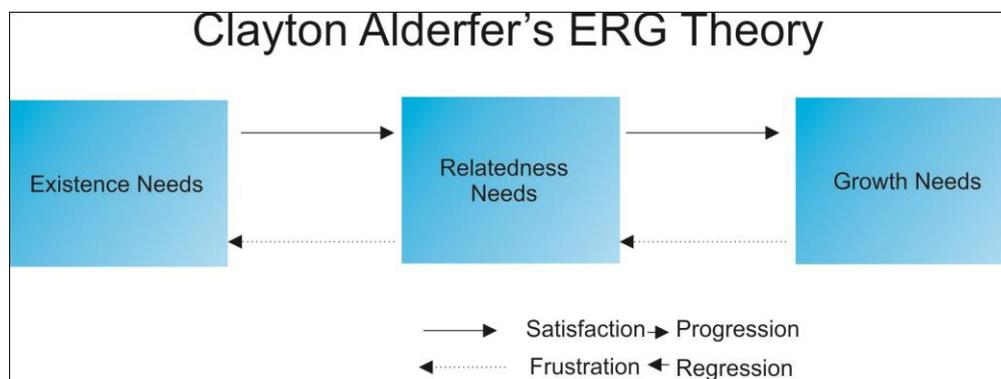 Clayton Alderfer's ERG Theory
Existence Needs
Relatedness
Needs
Growth Needs
Satisfaction Progression
Frustration Regression